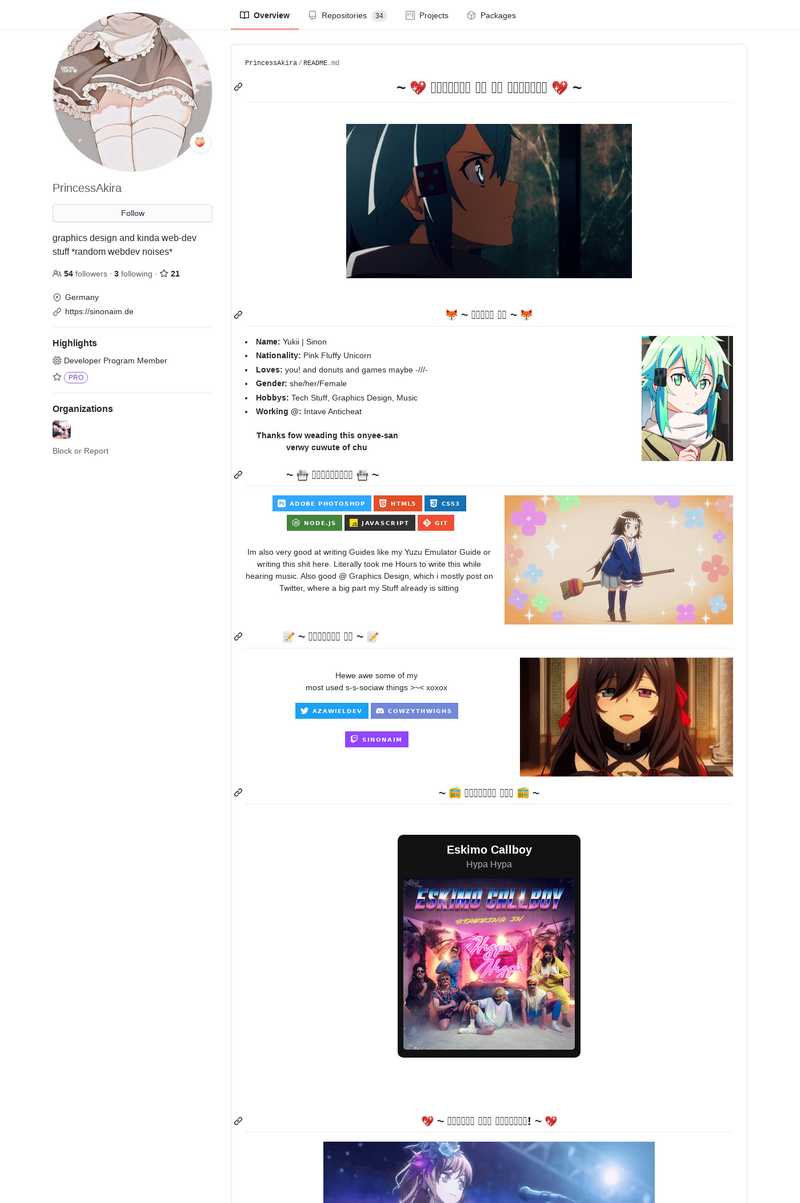 Overview
Repositories 34
Projects
Packages
PrincessAkira
Follow
graphics design and kinda web-dev
stuff *random webdev noises*
54 followers · 3 following · 21
Germany
https://sinonaim.de
Highlights
Developer Program Member
PRO
Organizations
Block or Report
PrincessAkira/README.md
~ 💖 💖 ~
🦊 ~ ~ 🦊
• Name: Yukii | Sinon
• Nationality: Pink Fluffy Unicorn
• Loves: you! and donuts and games maybe -///-
• Gender: she/her/Female
• Hobbys: Tech Stuff, Graphics Design, Music
• Working @: Intave Anticheat
Thanks fow weading this onyee-san
verwy cuwute of chu
ADOBE PHOTOSHOP HTML5 CSS3
NODE.JS JAVASCRIPT GIT
Im also very good at writing Guides like my Yuzu Emulator Guide or
writing this shit here. Literally took me Hours to write this while
hearing music. Also good @ Graphics Design, which i mostly post on
Twitter, where a big part my Stuff already is sitting
📝 ~ ~ 📝
Hewe awe some of my
most used s-s-sociaw things >~< xoxox
AZAWIELDEV COWZYTHWIGHS
SINONAIM
~ 📻 📻 ~
Eskimo Callboy
Hypa Hypa
ESKIMO CALLBOY
Hypa
Hypa
💖 ~ ! ~ 💖